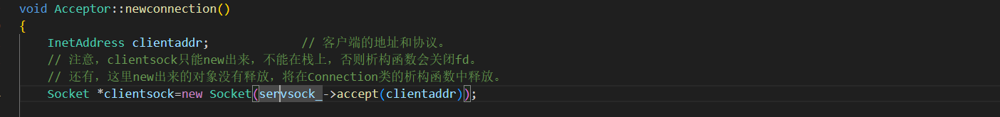 void Acceptor::newconnection()
{
InetAddress clientaddr; // 客户端的地址和协议。
// 注意，clientsock只能new出来，不能在栈上，否则析构函数会关闭fd。
// 还有，这里new出来的对象没有释放，将在Connection类的析构函数中释放。
Socket *clientsock=new Socket(servsock_->accept(clientaddr));